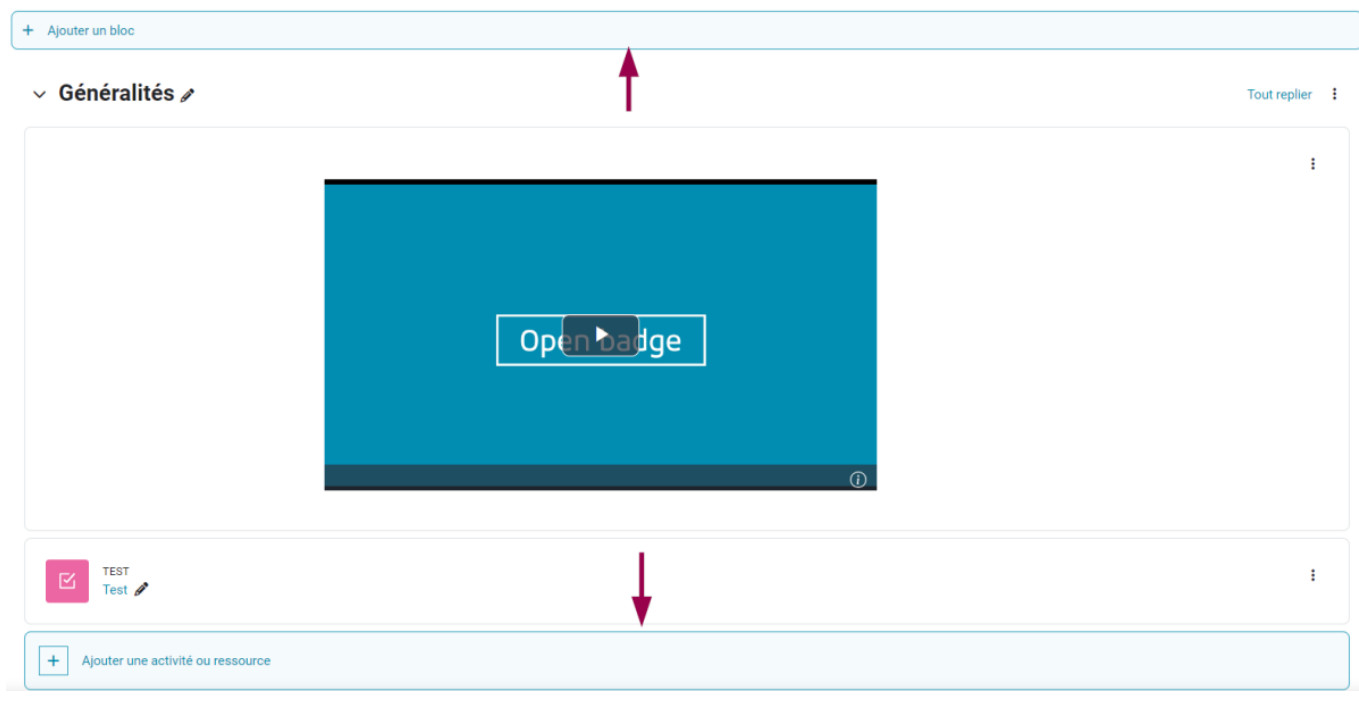 Ajouter un bloc
Généralités
Tout replier
Open badge
TEST
Test
Ajouter une activité ou ressource